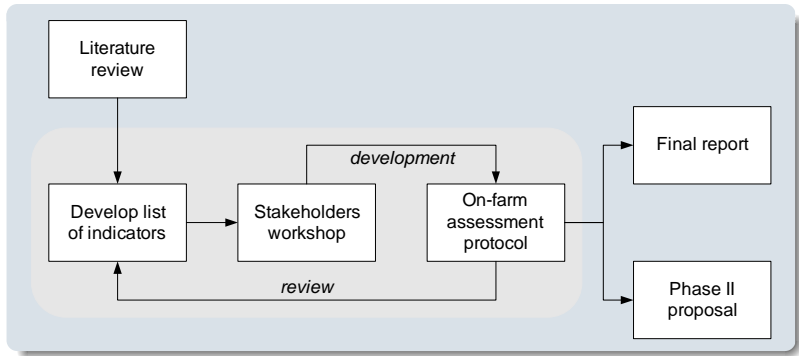 Literature
review
Final report
development
Develop list
of indicators
Stakeholders
workshop
On-farm
assessment
protocol
review
Phase II
proposal